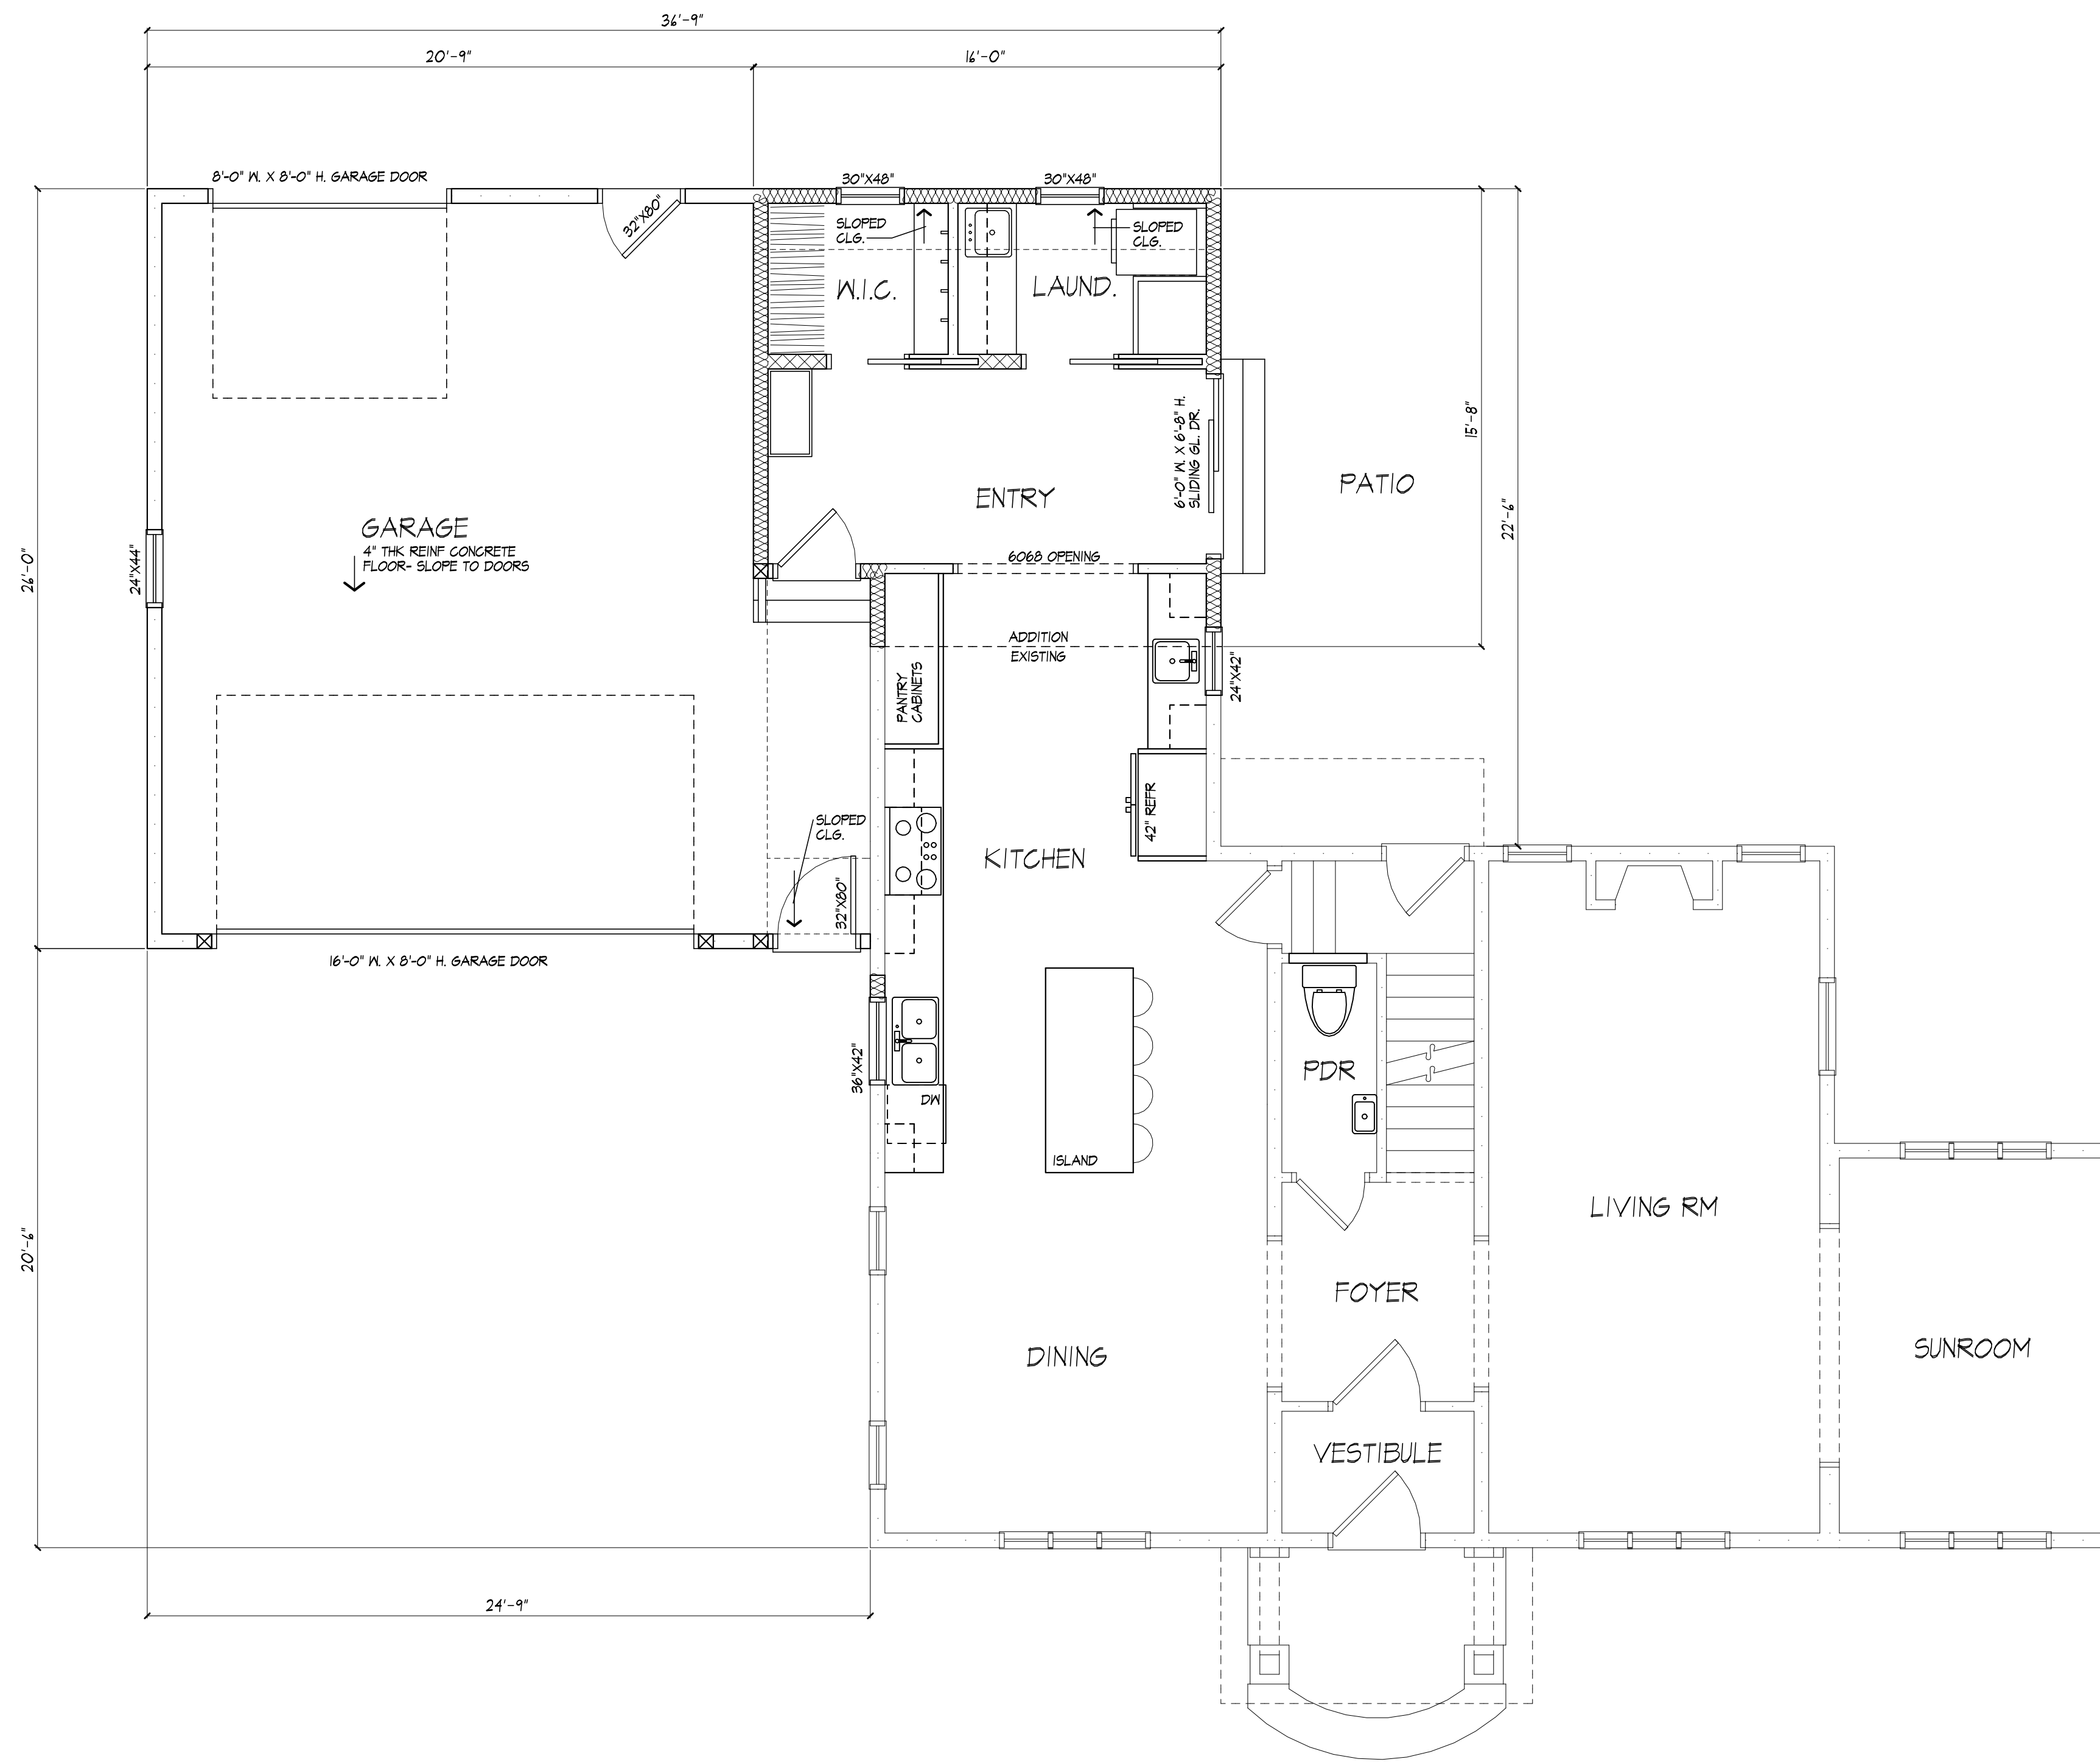 36'-9"
20'-9"
16'-0"
8'-0" W. X 8'-0" H. GARAGE DOOR
30"X48"
30"X48"
32"X80"
SLOPED
CLG.
SLOPED
CLG.
W.I.C.
LAUND.
6'-0" W. X 6'-8" H.
SLIDING GL. DR.
15'-8"
PATIO
ENTRY
22'-6"
GARAGE
4" THK REINF CONCRETE
FLOOR- SLOPE TO DOORS
26'-0"
24"X44"
6068 OPENING
ADDITION
EXISTING
PANTRY
CABINETS
24"X42"
42" REFR
SLOPED
CLG.
KITCHEN
32"X80"
16'-0" W. X 8'-0" H. GARAGE DOOR
36"X42"
DW
PDR
ISLAND
LIVING RM
20'-6"
FOYER
DINING
SUNROOM
VESTIBULE
24'-9"